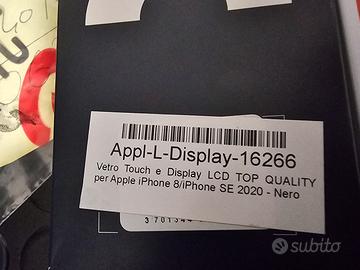 Appl-L-Display-16266
Vetro Touch e Display LCD TOP QUALITY
per Apple iPhone 8/iPhone SE 2020 - Nero
subito